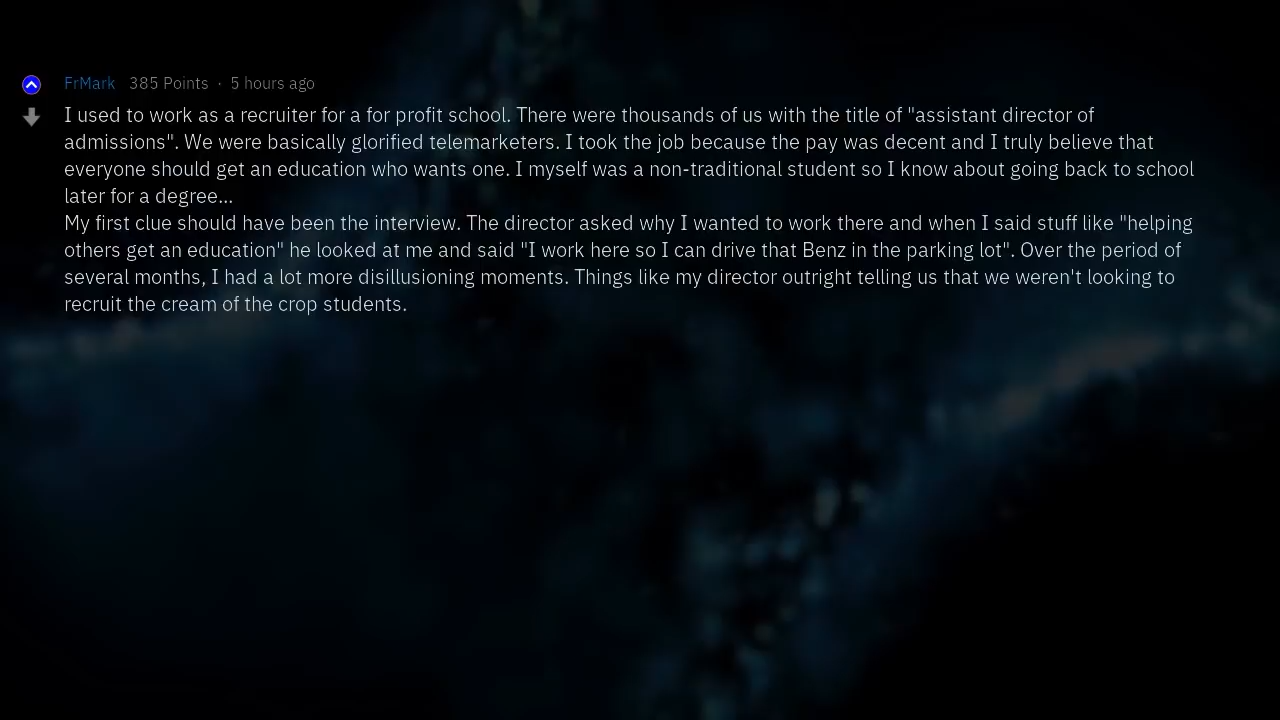 FrMark 385 Points · 5 hours ago
I used to work as a recruiter for a for profit school. There were thousands of us with the title of "assistant director of
admissions". We were basically glorified telemarketers. I took the job because the pay was decent and I truly believe that
everyone should get an education who wants one. I myself was a non-traditional student so I know about going back to school
later for a degree...
My first clue should have been the interview. The director asked why I wanted to work there and when I said stuff like "helping
others get an education" he looked at me and said "I work here so I can drive that Benz in the parking lot". Over the period of
several months, I had a lot more disillusioning moments. Things like my director outright telling us that we weren't looking to
recruit the cream of the crop students.